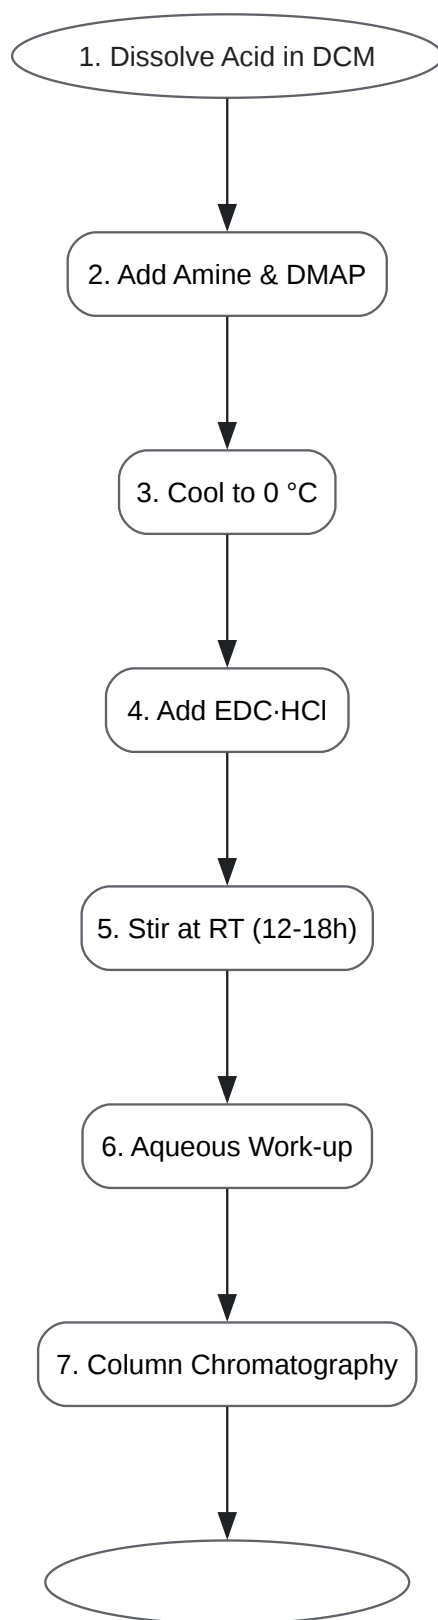 1. Dissolve Acid in DCM
2. Add Amine & DMAP
3. Cool to 0 °C
4. Add EDC·HCl
5. Stir at RT (12-18h)
6. Aqueous Work-up
7. Column Chromatography